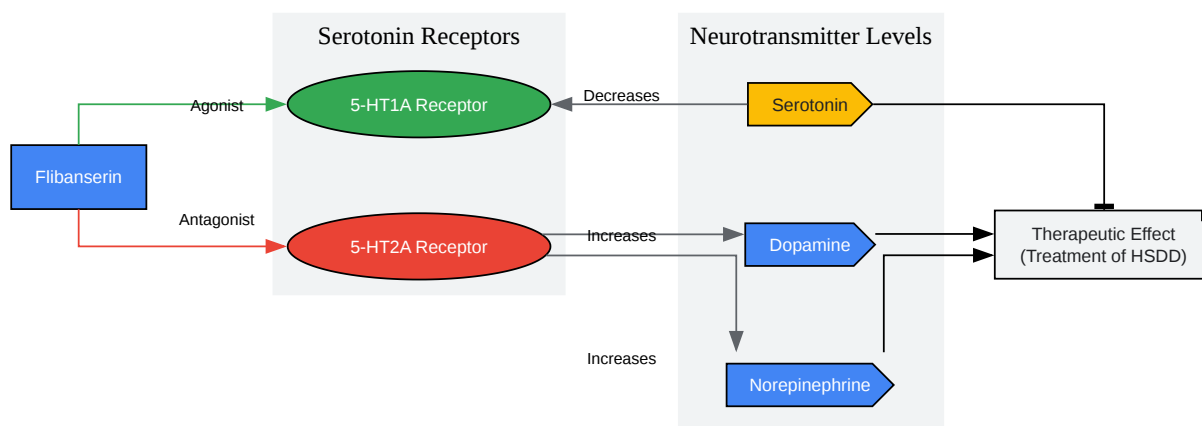 Serotonin Receptors
Neurotransmitter Levels
Agonist
5-HT1A Receptor
Decreases
Serotonin
Flibanserin
Antagonist
5-HT2A Receptor
Increases
Dopamine
Therapeutic Effect
(Treatment of HSDD)
Increases
Norepinephrine